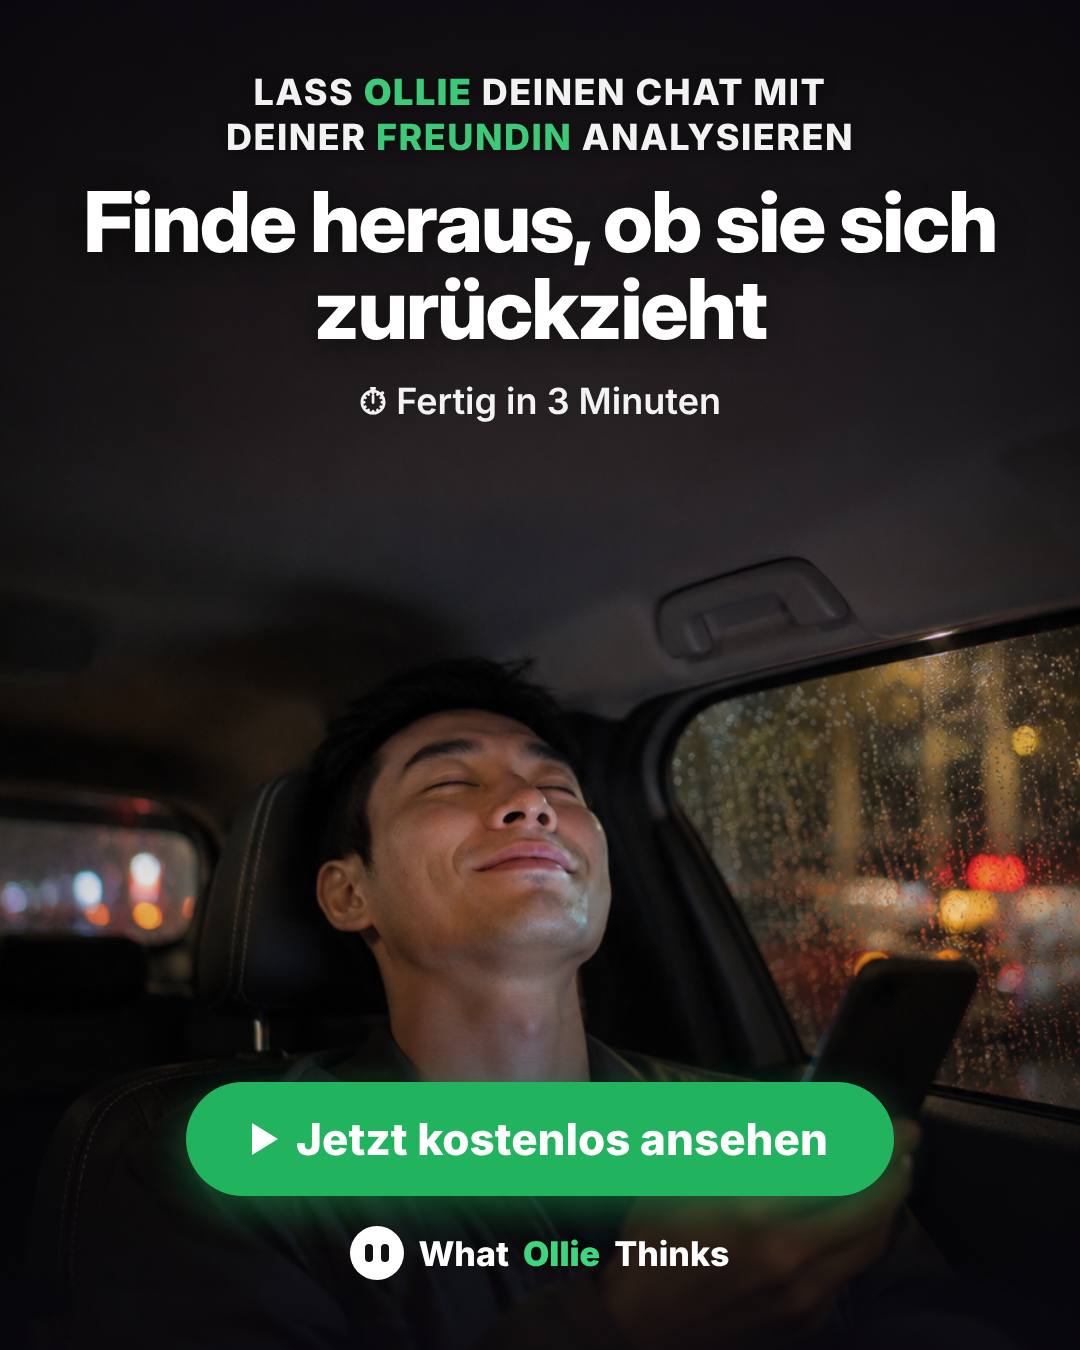 LASS OLLIE DEINEN CHAT MIT
DEINER FREUNDIN ANALYSIEREN
Finde heraus, ob sie sich
zurückzieht
⏱ Fertig in 3 Minuten
▶ Jetzt kostenlos ansehen
What Ollie Thinks